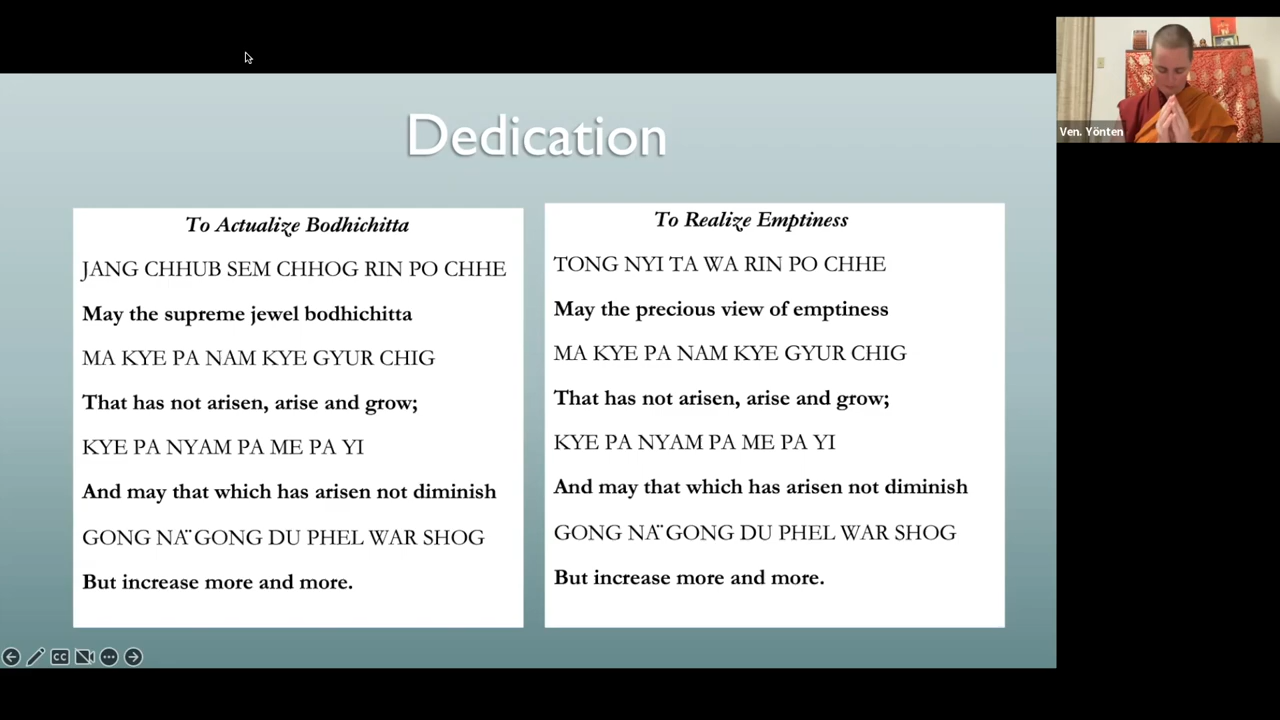 Dedication
To Actualize Bodhichitta
JANG CHHUB SEM CHHOG RIN PO CHHE
May the supreme jewel bodhichitta
MA KYE PA NAM KYE GYUR CHIG
That has not arisen, arise and grow;
KYE PA NYAM PA ME PA YI
And may that which has arisen not diminish
GONG NA¨ GONG DU PHEL WAR SHOG
But increase more and more.
To Realize Emptiness
TONG NYI TA WA RIN PO CHHE
May the precious view of emptiness
MA KYE PA NAM KYE GYUR CHIG
That has not arisen, arise and grow;
KYE PA NYAM PA ME PA YI
And may that which has arisen not diminish
GONG NA¨ GONG DU PHEL WAR SHOG
But increase more and more.
Ven. Yönten
CC